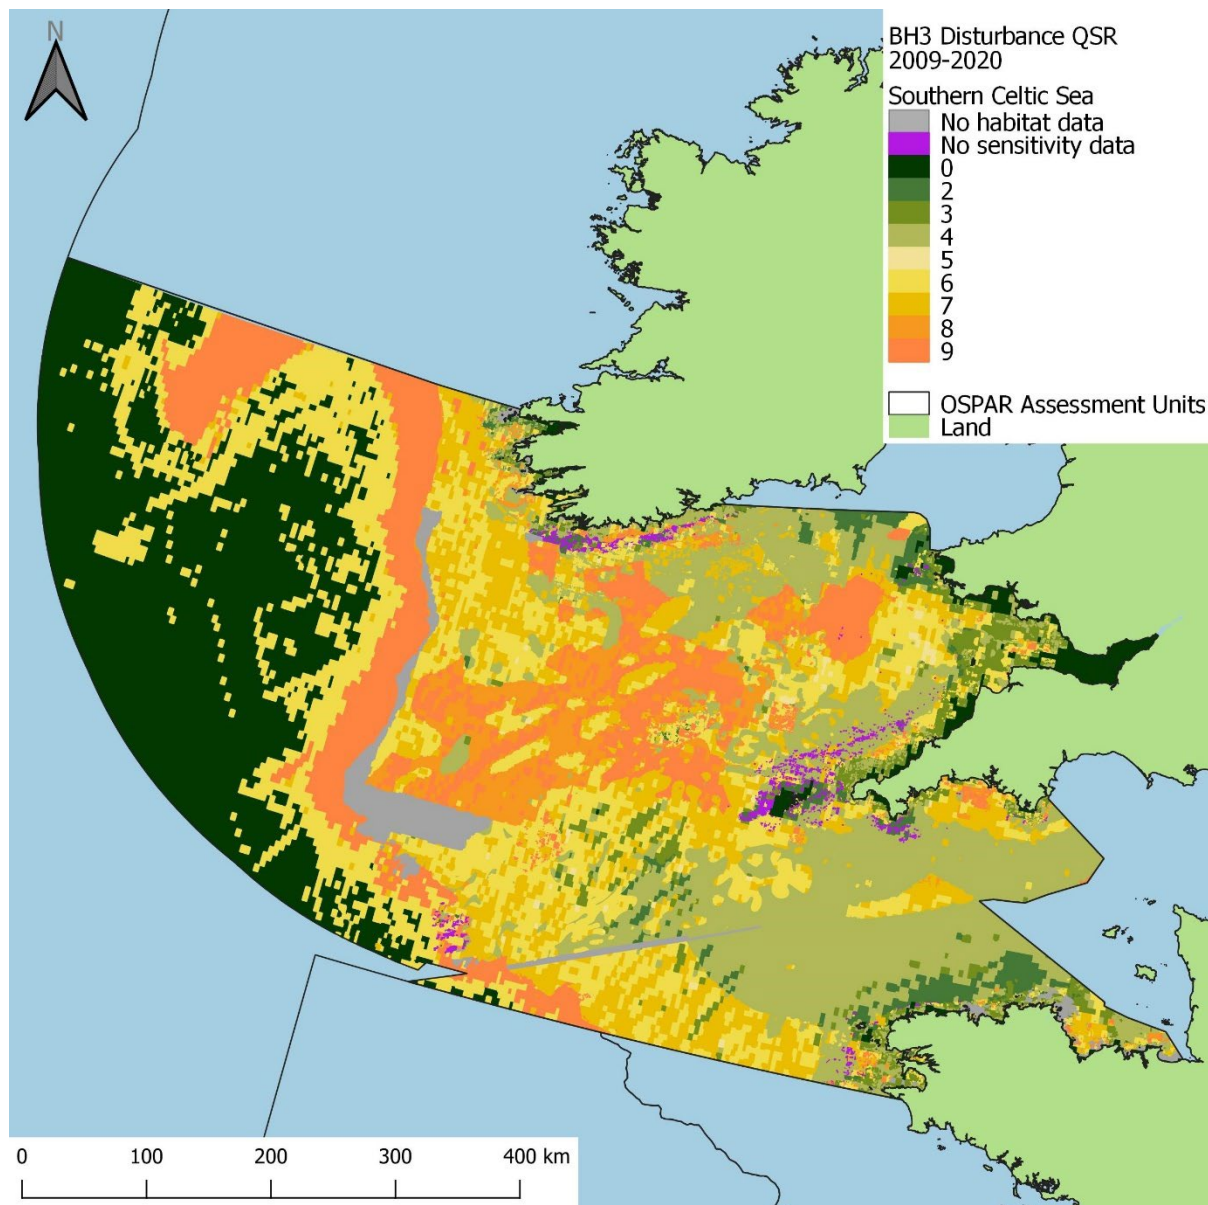 N
BH3 Disturbance QSR
2009-2020
Southern Celtic Sea
No habitat data
No sensitivity data
0
2
3
4
5
6
7
8
9
OSPAR Assessment Units
Land
0 100 200 300 400 km